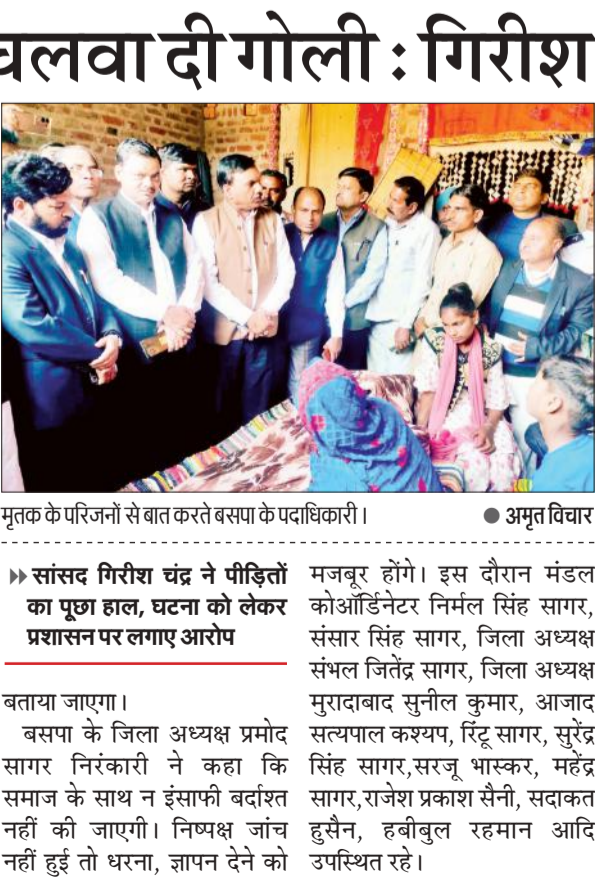 दी गोली : गिरीश
मृतक के परिजनों से बात करते बसपा के पदाधिकारी।
● अमृत विचार
सांसद गिरीश चंद्र ने पीड़ितों
का पूछा हाल, घटना को लेकर
प्रशासन पर लगाए आरोप
बताया जाएगा।
बसपा के जिला अध्यक्ष प्रमोद
सागर निरंकारी ने कहा कि
समाज के साथ न इंसाफी बर्दाश्त
नहीं की जाएगी। निष्पक्ष जांच
नहीं हुई तो धरना, ज्ञापन देने को
मजबूर होंगे। इस दौरान मंडल
कोऑर्डिनेटर निर्मल सिंह सागर,
संसार सिंह सागर, जिला अध्यक्ष
संभल जितेंद्र सागर, जिला अध्यक्ष
मुरादाबाद सुनील कुमार, आजाद
सत्यपाल कश्यप, रिंटू सागर, सुरेंद्र
सिंह सागर,सरजू भास्कर, महेंद्र
सागर,राजेश प्रकाश सैनी, सदाकत
हुसैन, हबीबुल रहमान आदि
उपस्थित रहे।